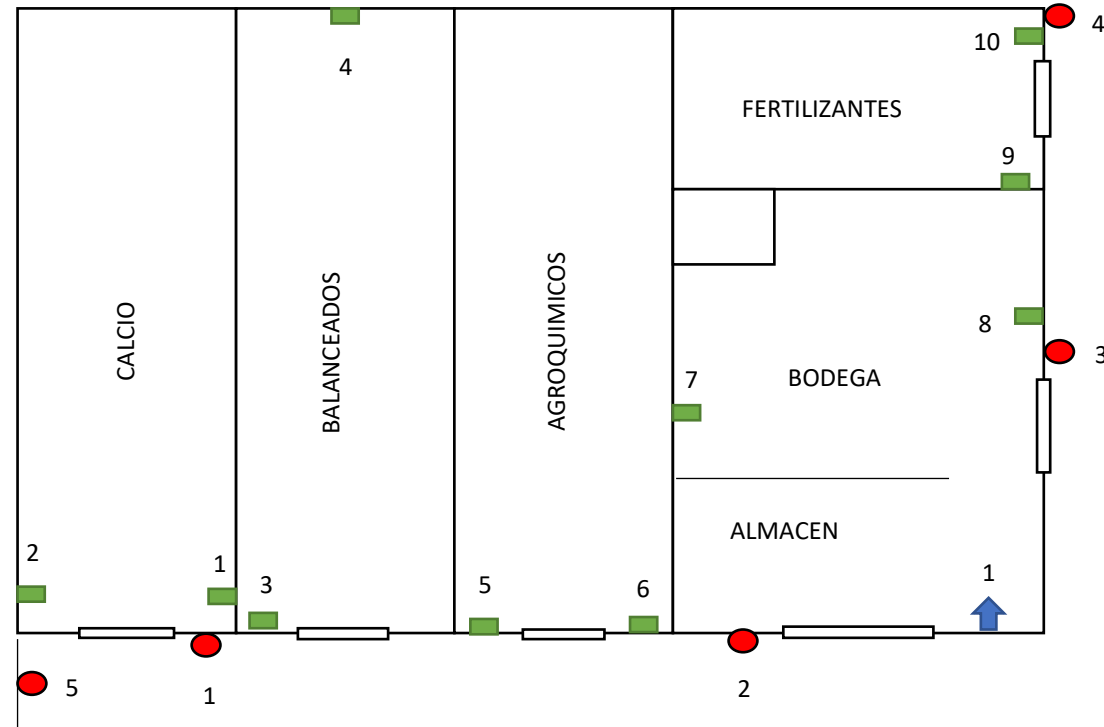 4
10
4
FERTILIZANTES
9
CALCIO
BALANCEADOS
AGROQUIMICOS
8
3
7
BODEGA
ALMACEN
2
1
3
5
6
1
5
1
2